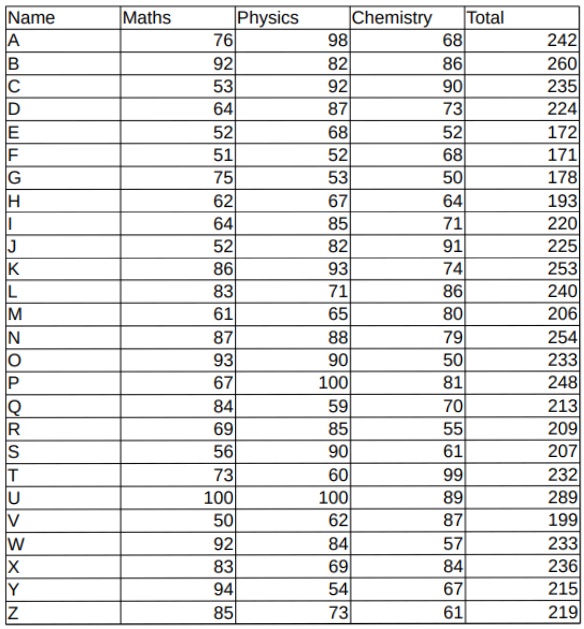 Name Maths Physics Chemistry Total
A 76 98 68 242
B 92 82 86 260
C 53 92 90 235
D 64 87 73 224
E 52 68 52 172
F 51 52 68 171
G 75 53 50 178
H 62 67 64 193
I 64 85 71 220
J 52 82 91 225
K 86 93 74 253
L 83 71 86 240
M 61 65 80 206
N 87 88 79 254
O 93 90 50 233
P 67 100 81 248
Q 84 59 70 213
R 69 85 55 209
S 56 90 61 207
T 73 60 99 232
U 100 100 89 289
V 50 62 87 199
W 92 84 57 233
X 83 69 84 236
Y 94 54 67 215
Z 85 73 61 219